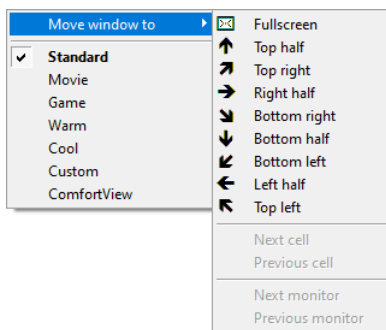 Move window to
Standard
Movie
Game
Warm
Cool
Custom
ComfortView
Fullscreen
Top half
Top right
Right half
Bottom right
Bottom half
Bottom left
Left half
Top left
Next cell
Previous cell
Next monitor
Previous monitor